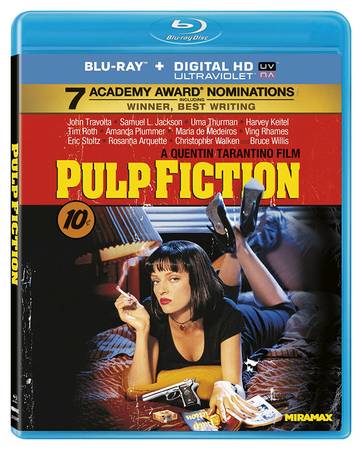 Blu-ray Disc
BLU-RAY + DIGITAL HD
ULTRAVIOLET UV
7 ACADEMY AWARD® NOMINATIONS
INCLUDING
WINNER, BEST WRITING
John Travolta • Samuel L. Jackson • Uma Thurman • Harvey Keitel
Tim Roth • Amanda Plummer • Maria de Medeiros • Ving Rhames
Eric Stoltz • Rosanna Arquette • Christopher Walken • Bruce Willis
A QUENTIN TARANTINO FILM
PULP FICTION
10¢
MIRAMAX
PULP FICTION